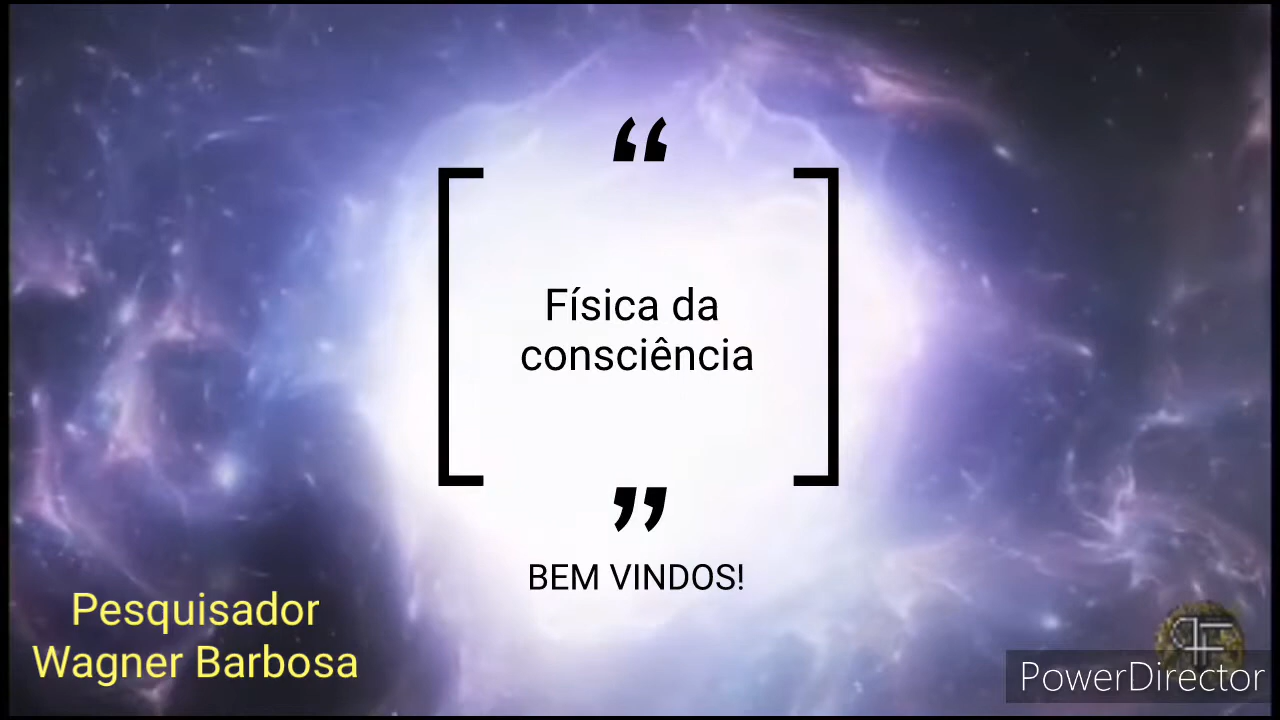 “
Física da
consciência
”
BEM VINDOS!
Pesquisador
Wagner Barbosa
PowerDirector